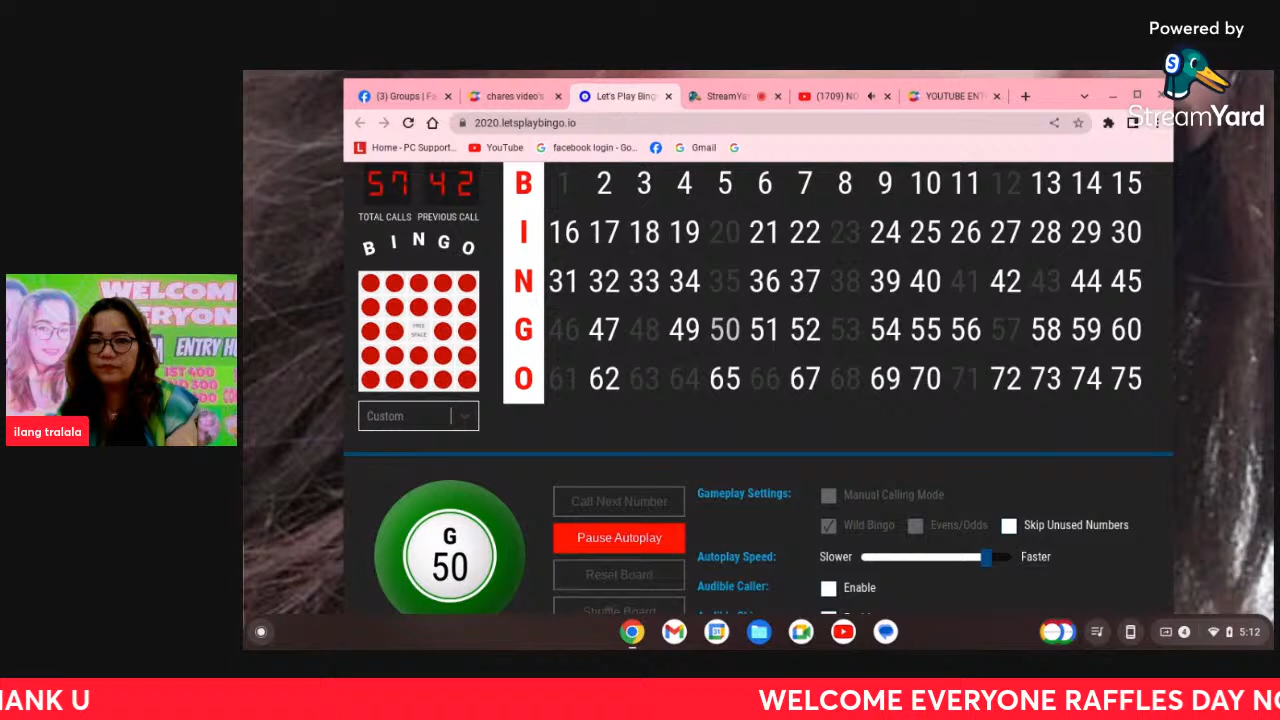 Powered by
StreamYard
(3) Groups | Fa
chares video's
Let's Play Bing
StreamYar
(1709) NO
YOUTUBE ENT
2020.letsplaybingo.io
Home - PC Support...
YouTube
facebook login - Go...
Gmail
57 42
TOTAL CALLS PREVIOUS CALL
B I N G O
FREE
SPACE
Custom
B 1 2 3 4 5 6 7 8 9 10 11 12 13 14 15
I 16 17 18 19 20 21 22 23 24 25 26 27 28 29 30
N 31 32 33 34 35 36 37 38 39 40 41 42 43 44 45
G 46 47 48 49 50 51 52 53 54 55 56 57 58 59 60
O 61 62 63 64 65 66 67 68 69 70 71 72 73 74 75
G
50
Call Next Number
Pause Autoplay
Reset Board
Shuffle Board
Gameplay Settings:
Manual Calling Mode
Wild Bingo Evens/Odds Skip Unused Numbers
Autoplay Speed: Slower Faster
Audible Caller: Enable
WELCOM
ERYON
ENTRY
1ST 400
300
ilang tralala
31
4
5:12
HANK U
WELCOME EVERYONE RAFFLES DAY NO